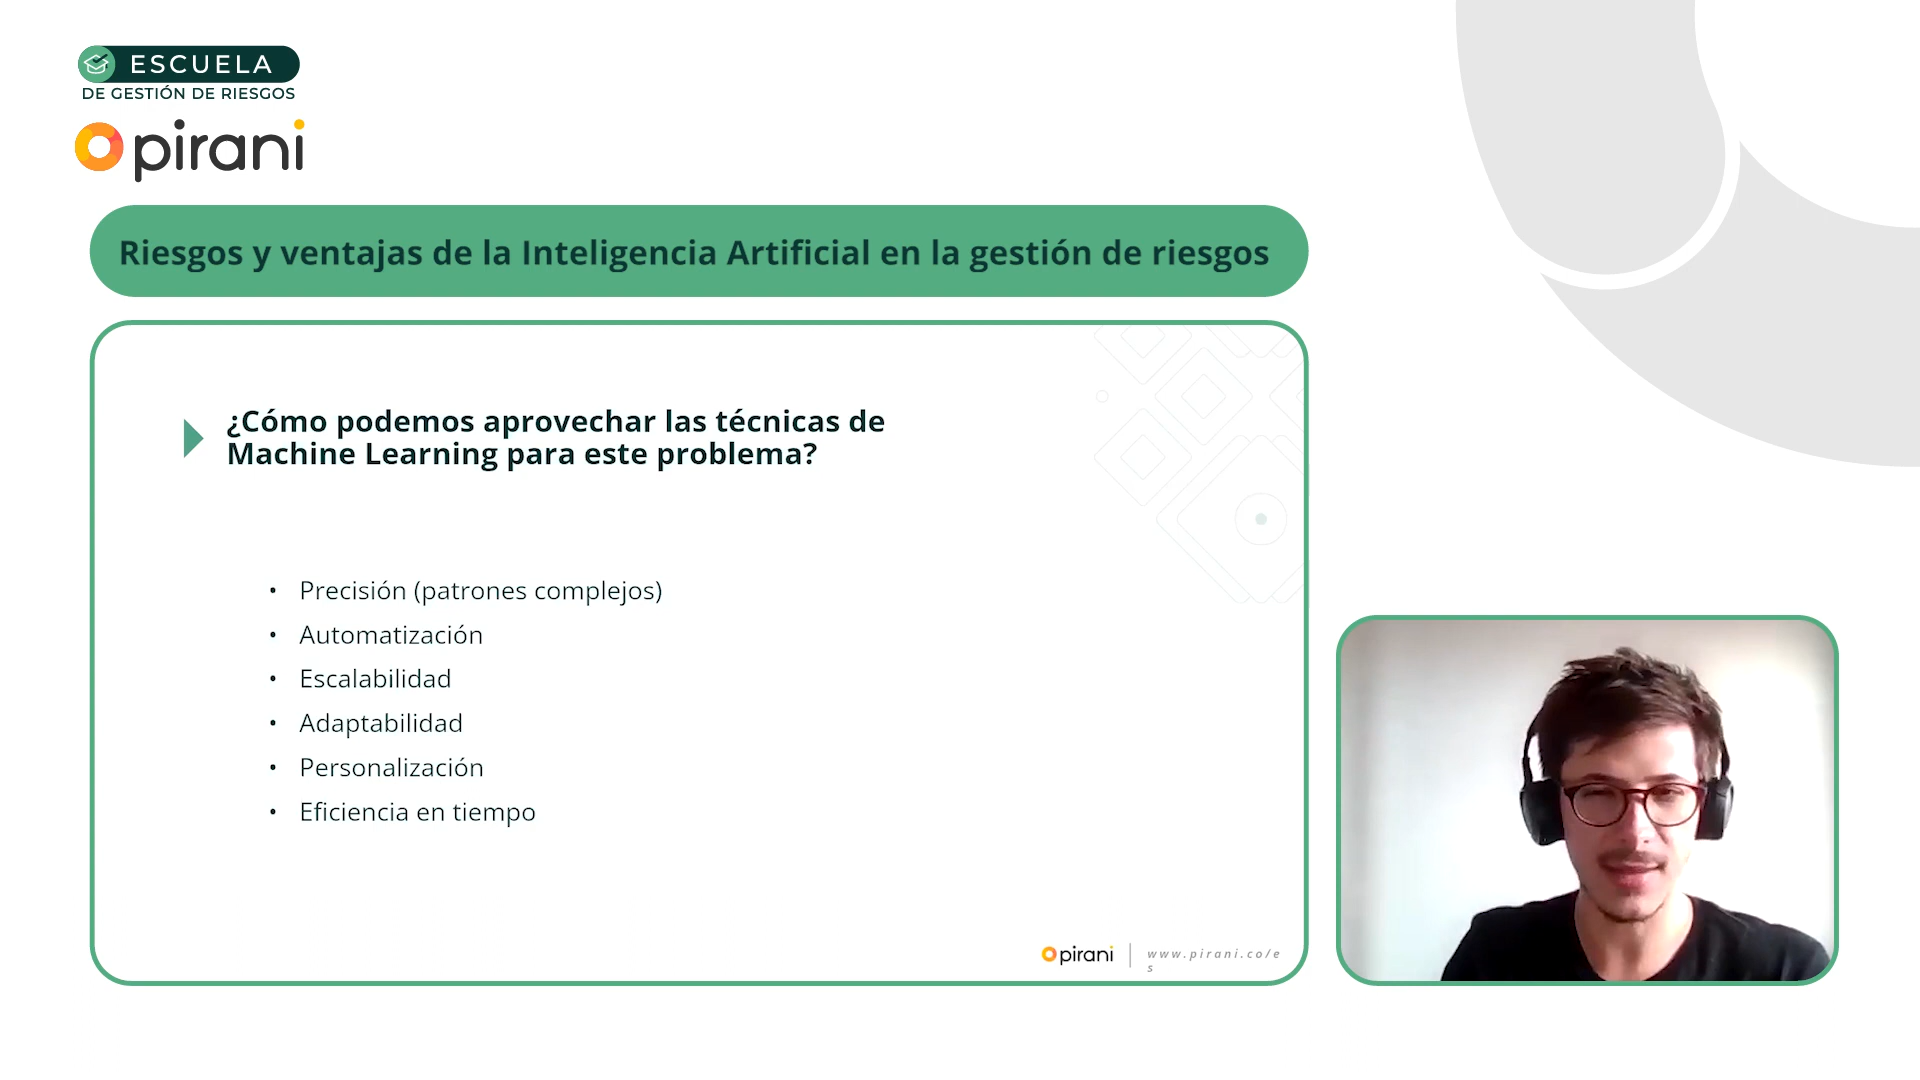 ESCUELA
DE GESTIÓN DE RIESGOS
pirani
Riesgos y ventajas de la Inteligencia Artificial en la gestión de riesgos
¿Cómo podemos aprovechar las técnicas de
Machine Learning para este problema?
• Precisión (patrones complejos)
• Automatización
• Escalabilidad
• Adaptabilidad
• Personalización
• Eficiencia en tiempo
pirani | www.pirani.co/e
s